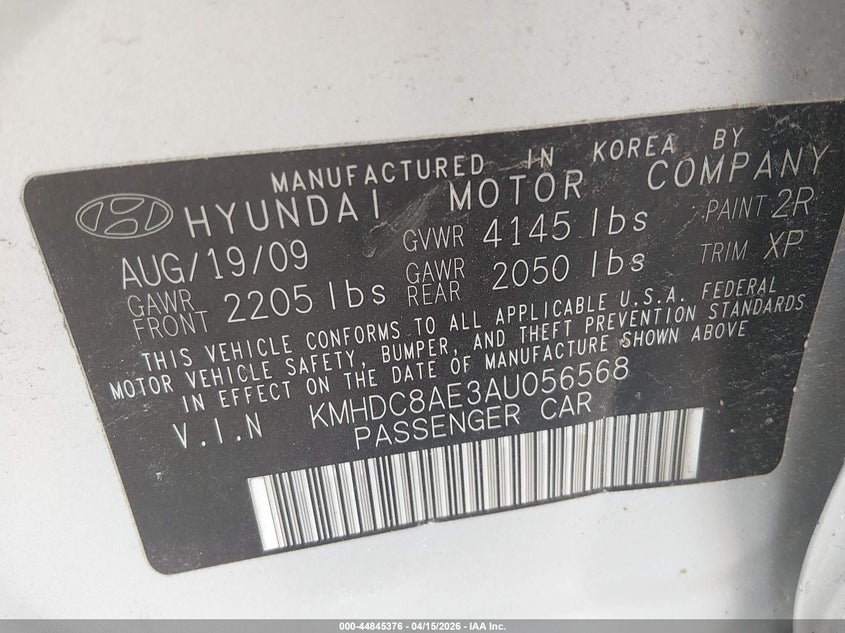 MANUFACTURED IN KOREA BY
HYUNDAI MOTOR COMPANY
AUG/19/09 GVWR 4145 lbs PAINT 2R
GAWR FRONT 2205 lbs GAWR REAR 2050 lbs TRIM XP
THIS VEHICLE CONFORMS TO ALL APPLICABLE U.S.A. FEDERAL
MOTOR VEHICLE SAFETY, BUMPER, AND THEFT PREVENTION STANDARDS
IN EFFECT ON THE DATE OF MANUFACTURE SHOWN ABOVE
V.I.N KMHDC8AE3AU056568
PASSENGER CAR
000-44845376 - 04/15/2026 - IAA Inc.